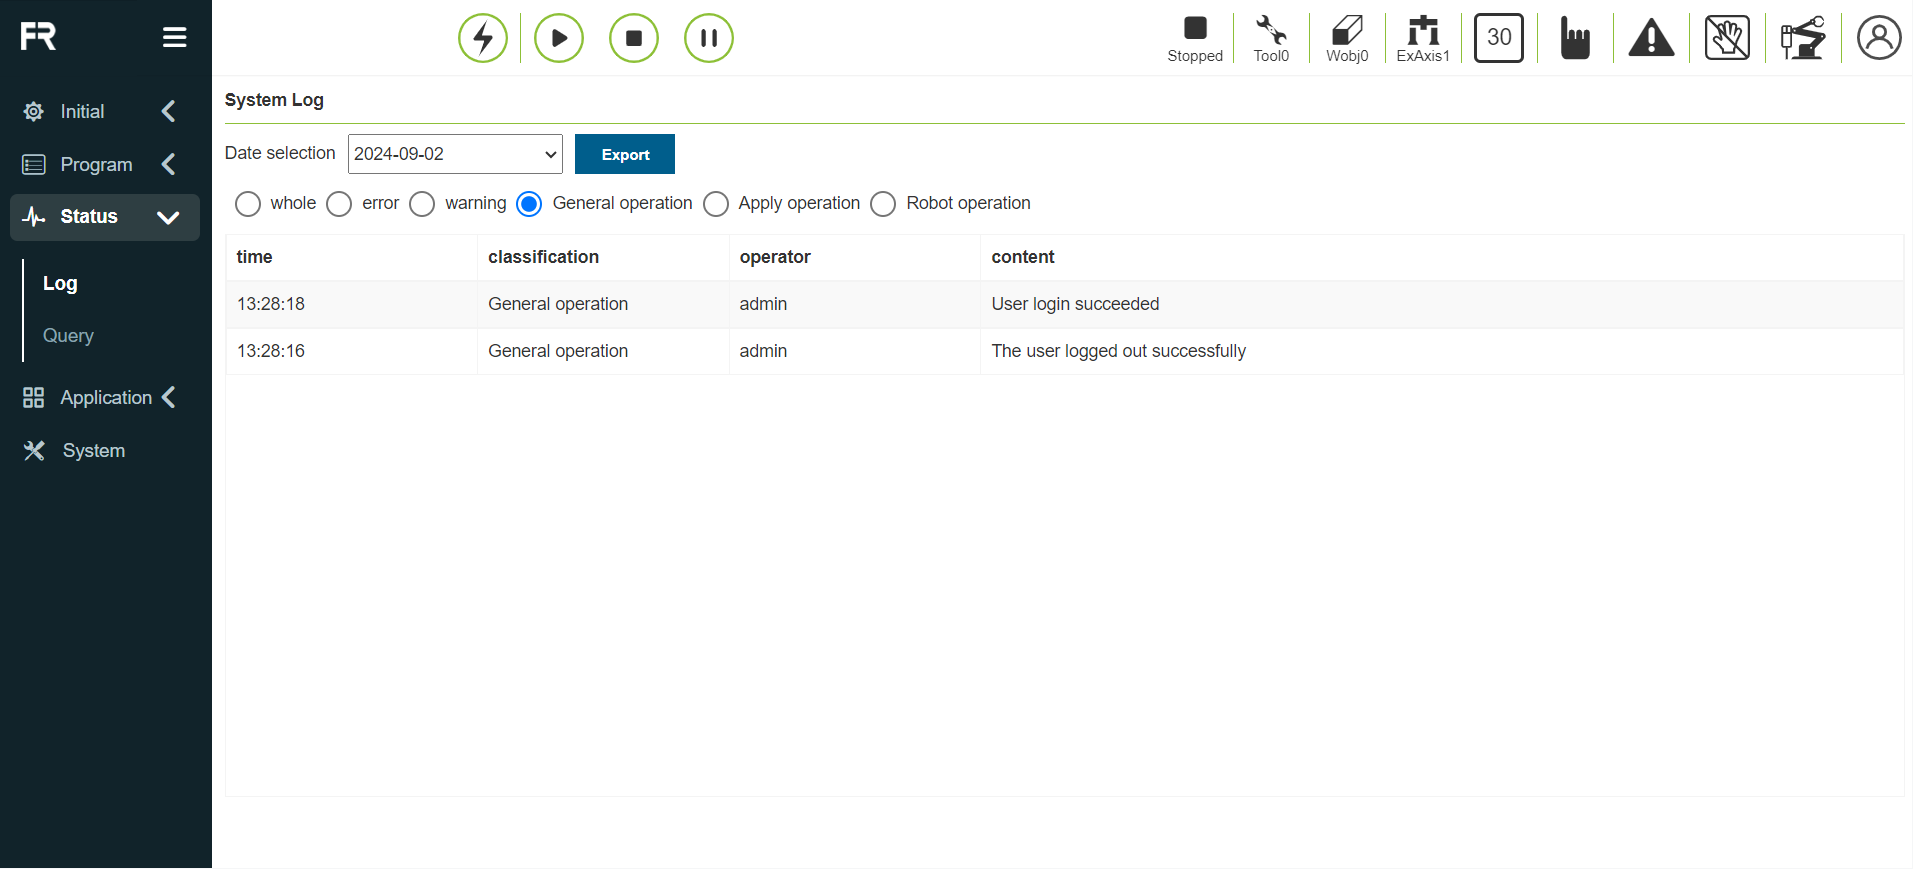 FR
Stopped Tool0 Wobj0 ExAxis1 30
Initial
Program
Status
Log
Query
Application
System
System Log
Date selection 2024-09-02 Export
whole error warning General operation Apply operation Robot operation
time classification operator content
13:28:18 General operation admin User login succeeded
13:28:16 General operation admin The user logged out successfully